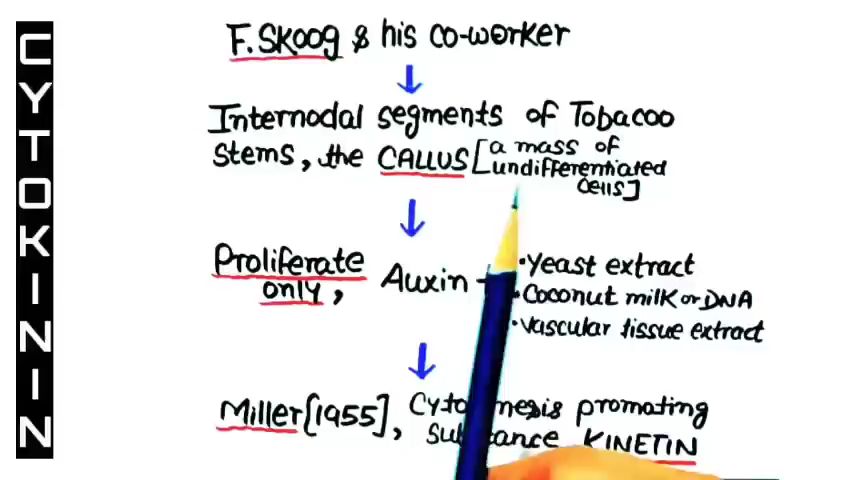 CYTOKININ
F. Skoog & his co-worker
Internodal segments of Tobacoo
stems, the CALLUS [a mass of
undifferentiated
cells]
Proliferate
only, Auxin
• Yeast extract
• Coconut milk or DNA
• Vascular tissue extract
Miller [1955], promoting
KINETIN